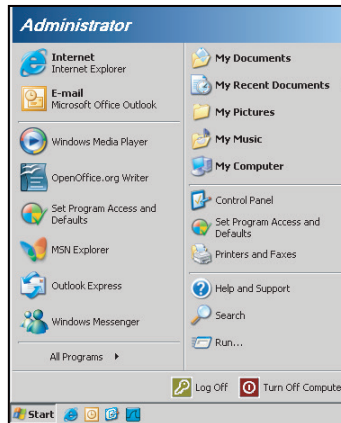 Administrator
Internet
Internet Explorer
E-mail
Microsoft Office Outlook
Windows Media Player
OpenOffice.org Writer
Set Program Access and
Defaults
MSN Explorer
Outlook Express
Windows Messenger
All Programs
My Documents
My Recent Documents
My Pictures
My Music
My Computer
Control Panel
Set Program Access and
Defaults
Printers and Faxes
Help and Support
Search
Run...
Log Off
Turn Off Compute
Start